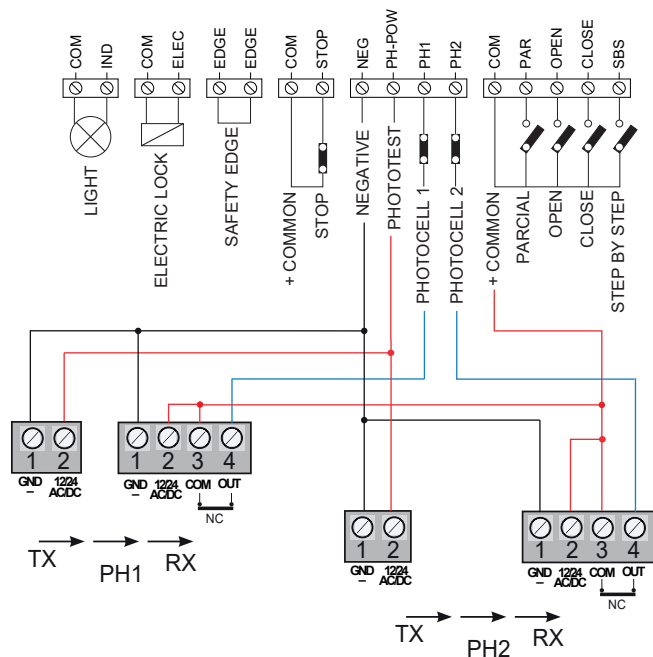 COM IND COM ELEC EDGE EDGE COM STOP NEG PH-POW PH1 PH2 COM PAR OPEN CLOSE SBS
LIGHT
ELECTRIC LOCK
SAFETY EDGE
+ COMMON
STOP
NEGATIVE
PHOTOTEST
PHOTOCELL 1
PHOTOCELL 2
+ COMMON
PARCIAL
OPEN
CLOSE
STEP BY STEP
1 2
GND 12/24
– AC/DC
1 2 3 4
GND 12/24 COM OUT
– AC/DC
NC
TX RX
PH1
1 2
GND 12/24
– AC/DC
1 2 3 4
GND 12/24 COM OUT
– AC/DC
NC
TX RX
PH2